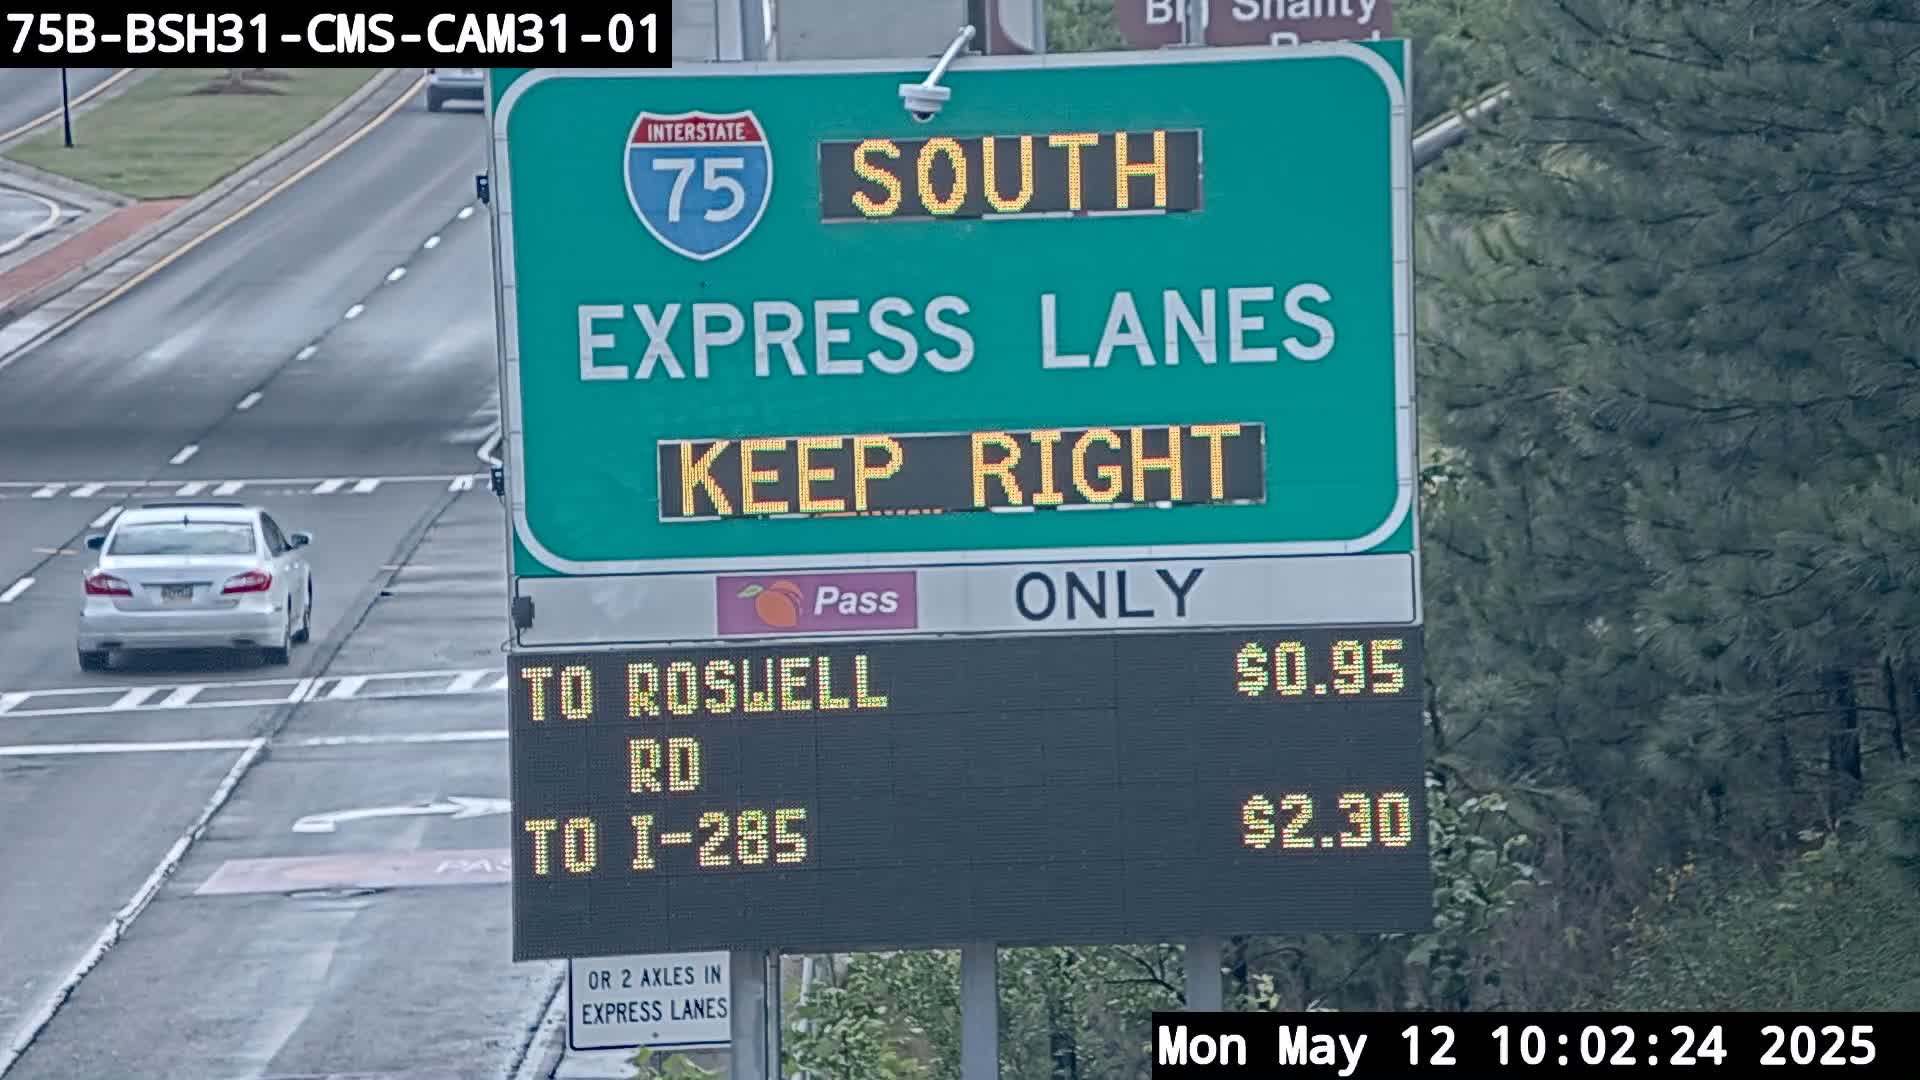 75B-BSH31-CMS-CAM31-01
Shanty
INTERSTATE
75
SOUTH
EXPRESS LANES
KEEP RIGHT
Pass ONLY
TO ROSWELL $0.95
RD
TO I-285 $2.30
OR 2 AXLES IN
EXPRESS LANES
Mon May 12 10:02:24 2025